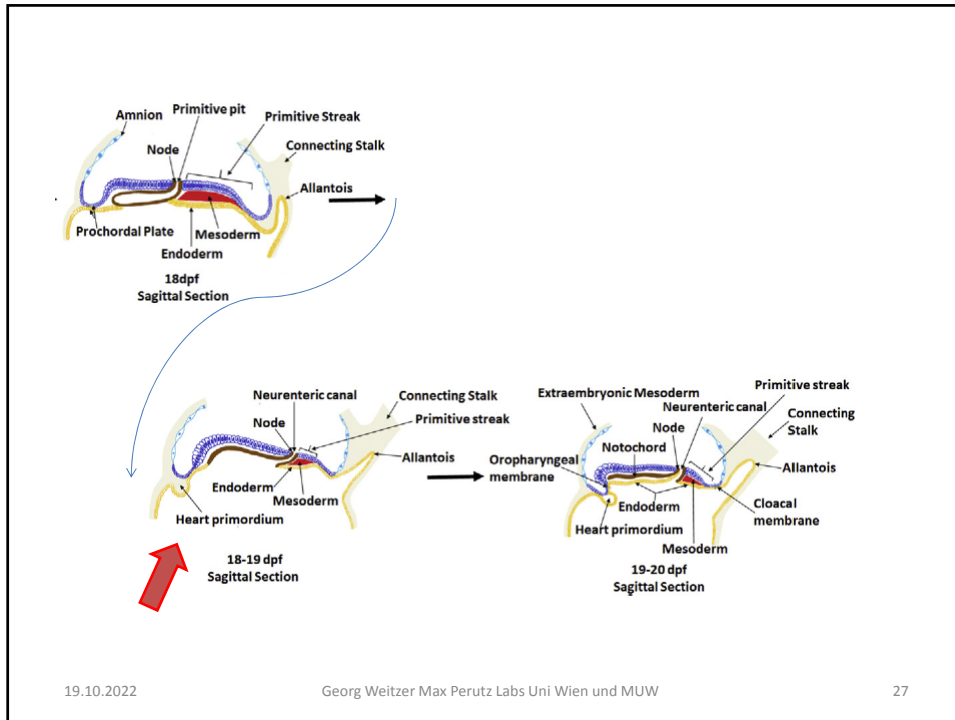 Amnion
Primitive pit
Primitive Streak
Node
Connecting Stalk
Allantois
Prochordal Plate
Mesoderm
Endoderm
18dpf
Sagittal Section
Neurenteric canal
Connecting Stalk
Node
Primitive streak
Allantois
Endoderm
Mesoderm
Heart primordium
18-19 dpf
Sagittal Section
Primitive streak
Extraembryonic Mesoderm
Neurenteric canal
Connecting
Stalk
Node
Notochord
Oropharyngeal
membrane
Allantois
Endoderm
Cloacal
membrane
Heart primordium
Mesoderm
19-20 dpf
Sagittal Section
19.10.2022
Georg Weitzer Max Perutz Labs Uni Wien und MUW
27